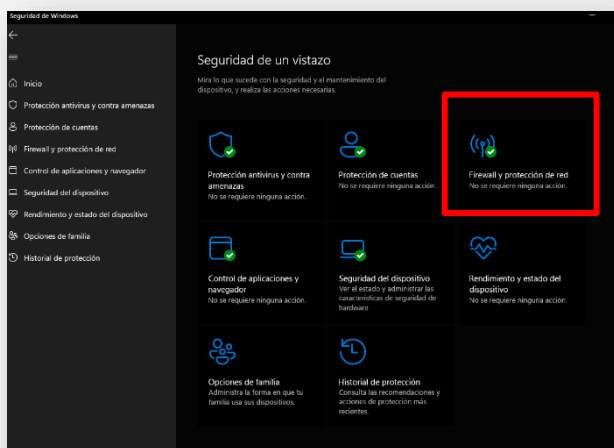 Seguridad de Windows
Inicio
Protección antivirus y contra amenazas
Protección de cuentas
Firewall y protección de red
Control de aplicaciones y navegador
Seguridad del dispositivo
Rendimiento y estado del dispositivo
Opciones de familia
Historial de protección
Seguridad de un vistazo
Mira lo que sucede con la seguridad y el mantenimiento del
dispositivo, y realiza las acciones necesarias.
Protección antivirus y contra
amenazas
No se requiere ninguna acción.
Protección de cuentas
No se requiere ninguna acción.
Firewall y protección de red
No se requiere ninguna acción.
Control de aplicaciones y
navegador
No se requiere ninguna acción.
Seguridad del dispositivo
Ver el estado y administrar las
características de seguridad de
hardware
Rendimiento y estado del
dispositivo
No se requiere ninguna acción.
Opciones de familia
Administra la forma en que tu
familia usa sus dispositivos.
Historial de protección
Consulta las recomendaciones y
acciones de protección más
recientes.